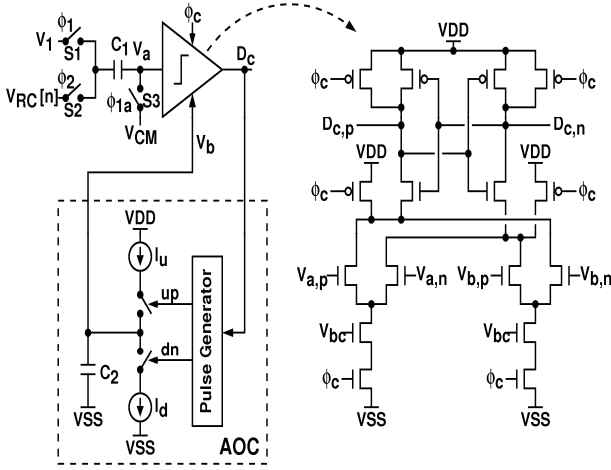 ϕ1
V1
S1
C1
Va
ϕc
Dc
ϕ2
VRC[n]
S2
S3
ϕ1a
VCM
Vb
VDD
Iu
up
Pulse Generator
dn
C2
Id
VSS
VSS
AOC
VDD
ϕc
ϕc
Dc,p
Dc,n
VDD
VDD
ϕc
ϕc
Va,p
Va,n
Vb,p
Vb,n
Vbc
Vbc
ϕc
ϕc
VSS
VSS